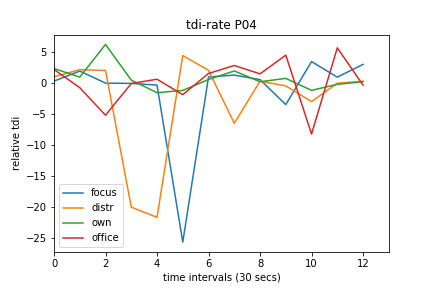 tdi-rate P04
relative tdi
5
0
−5
−10
−15
−20
−25
focus
distr
own
office
0 2 4 6 8 10 12
time intervals (30 secs)